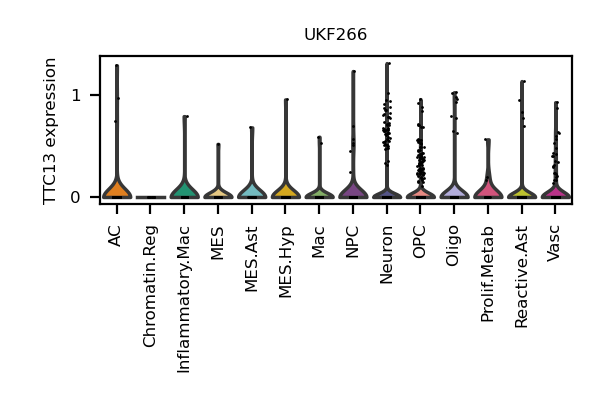 UKF266
TTC13 expression
1
0
AC
Chromatin.Reg
Inflammatory.Mac
MES
MES.Ast
MES.Hyp
Mac
NPC
Neuron
OPC
Oligo
Prolif.Metab
Reactive.Ast
Vasc